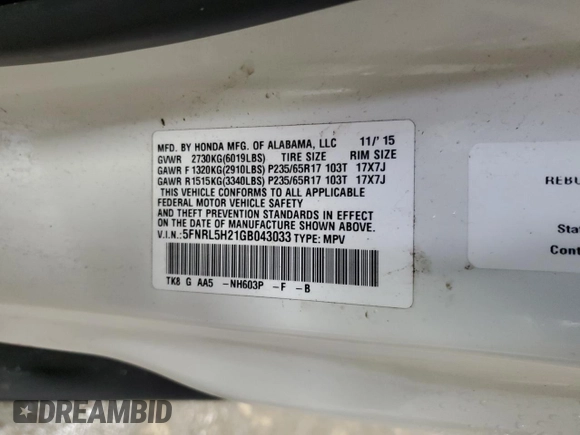 MFD. BY HONDA MFG. OF ALABAMA, LLC 11/'15
GVWR 2730KG(6019LBS) TIRE SIZE RIM SIZE
GAWR F 1320KG(2910LBS) P235/65R17 103T 17X7J
GAWR R1515KG(3340LBS) P235/65R17 103T 17X7J
THIS VEHICLE CONFORMS TO ALL APPLICABLE
FEDERAL MOTOR VEHICLE SAFETY
AND THEFT PREVENTION STANDARDS IN EFFECT
ON THE DATE OF MANUFACTURE SHOWN ABOVE.
V.I.N.: 5FNRL5H21GB043033 TYPE: MPV
TK8 G AA5 -NH603P -F -B
REBU
Sta
Cont
DREAMBID